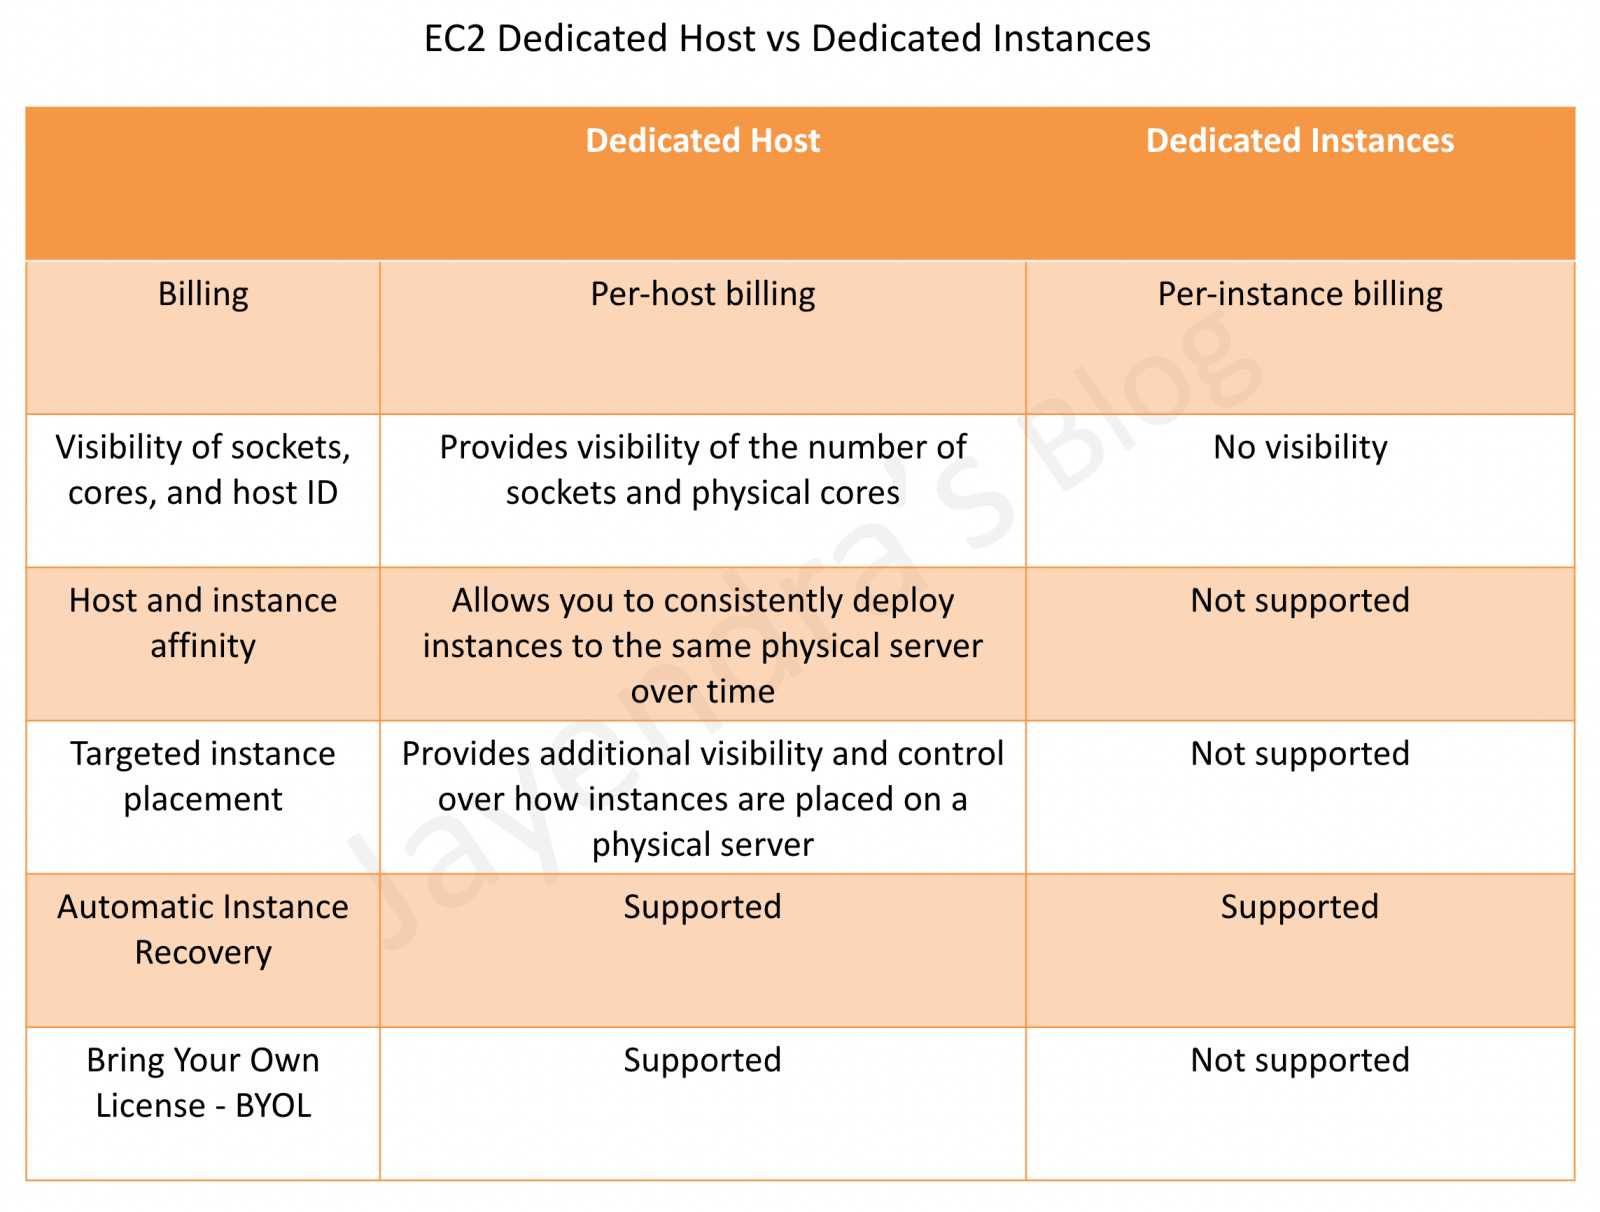 EC2 Dedicated Host vs Dedicated Instances
Dedicated Host
Dedicated Instances
Billing
Per-host billing
Per-instance billing
Visibility of sockets,
cores, and host ID
Provides visibility of the number of
sockets and physical cores
No visibility
Host and instance
affinity
Allows you to consistently deploy
instances to the same physical server
over time
Not supported
Targeted instance
placement
Provides additional visibility and control
over how instances are placed on a
physical server
Not supported
Automatic Instance
Recovery
Supported
Supported
Bring Your Own
License - BYOL
Supported
Not supported
Jayendra's Blog